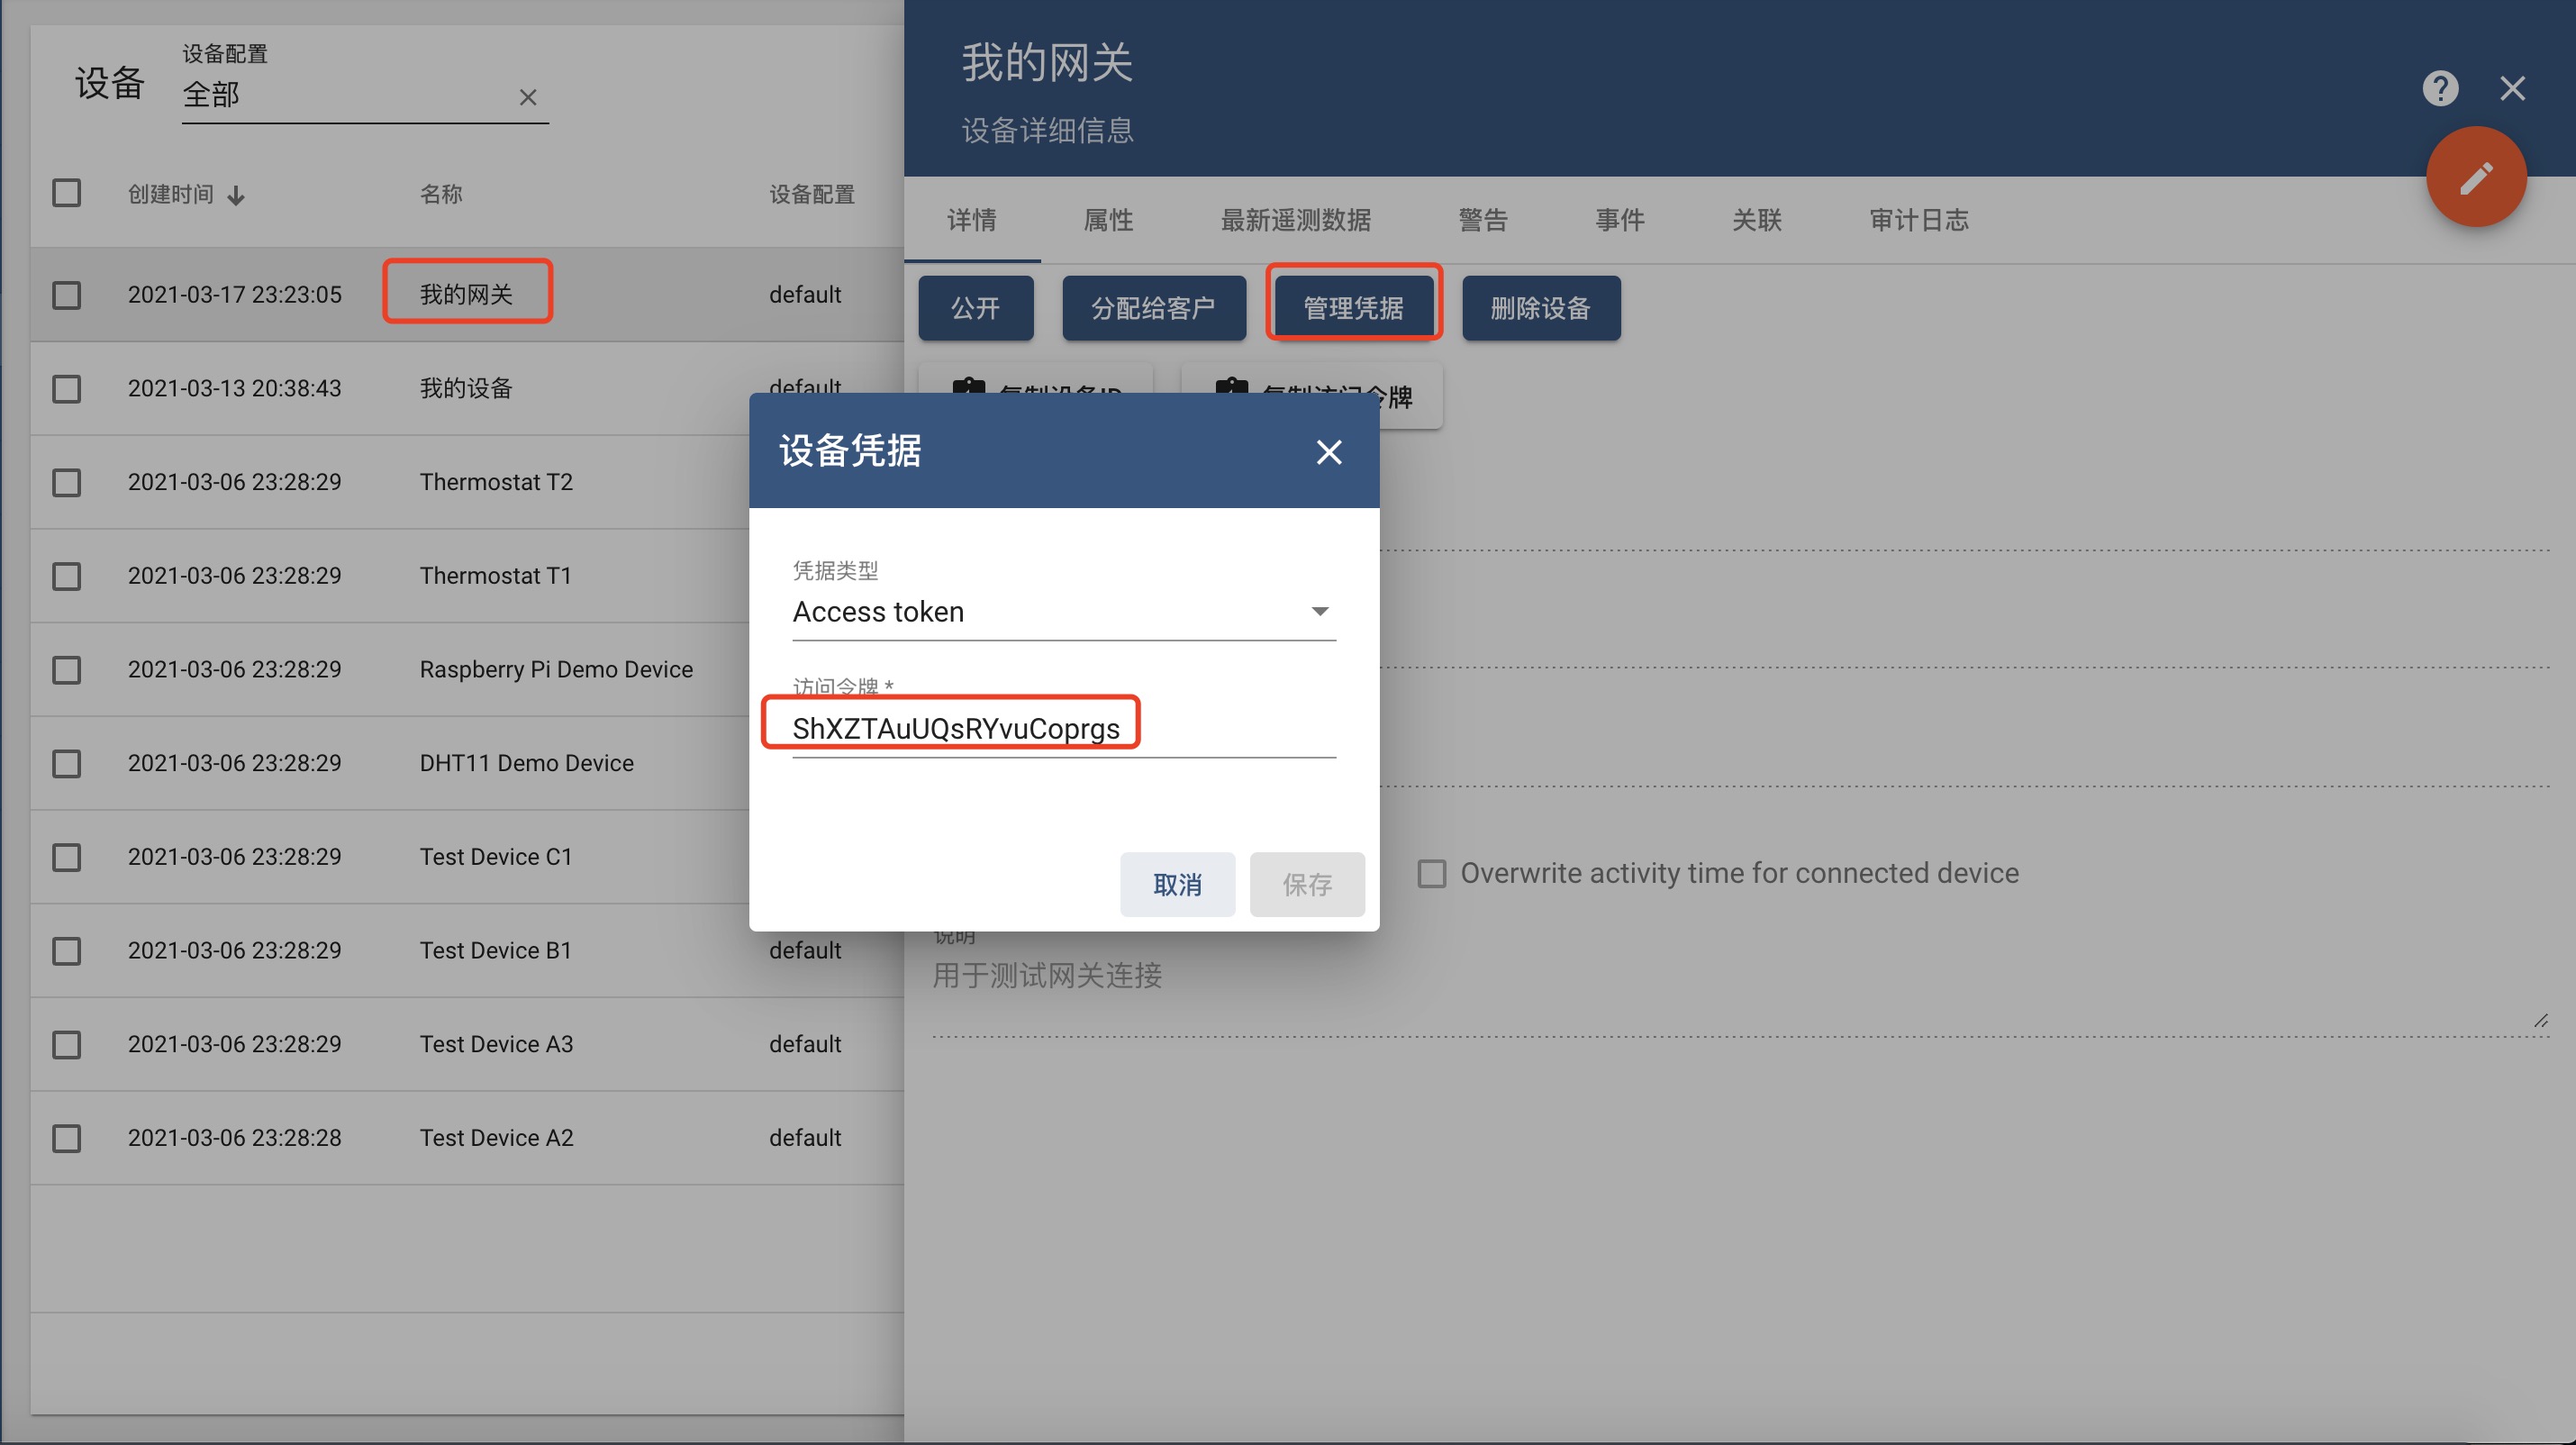 设备
设备配置
全部
创建时间
名称
设备配置
2021-03-17 23:23:05 我的网关 default
2021-03-13 20:38:43 我的设备 default
2021-03-06 23:28:29 Thermostat T2
2021-03-06 23:28:29 Thermostat T1
2021-03-06 23:28:29 Raspberry Pi Demo Device
2021-03-06 23:28:29 DHT11 Demo Device
2021-03-06 23:28:29 Test Device C1
2021-03-06 23:28:29 Test Device B1 default
2021-03-06 23:28:29 Test Device A3 default
2021-03-06 23:28:28 Test Device A2 default
我的网关
设备详细信息
详情 属性 最新遥测数据 警告 事件 关联 审计日志
公开 分配给客户 管理凭据 删除设备
复制设备ID 复制访问令牌
设备凭据
凭据类型
Access token
访问令牌 *
ShXZTAuUQsRYvuCoprgs
取消 保存
Overwrite activity time for connected device
说明
用于测试网关连接